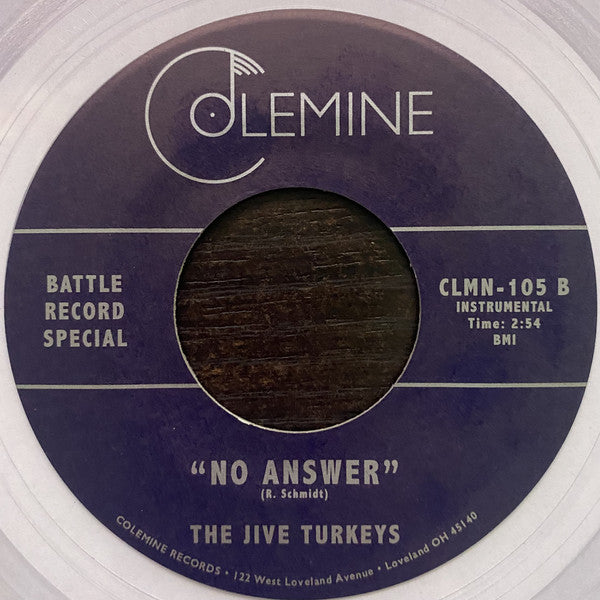 COLEMINE
BATTLE
RECORD
SPECIAL
CLMN-105 B
INSTRUMENTAL
Time: 2:54
BMI
"NO ANSWER"
(R. Schmidt)
THE JIVE TURKEYS
COLEMINE RECORDS • 122 West Loveland Avenue • Loveland OH 45140